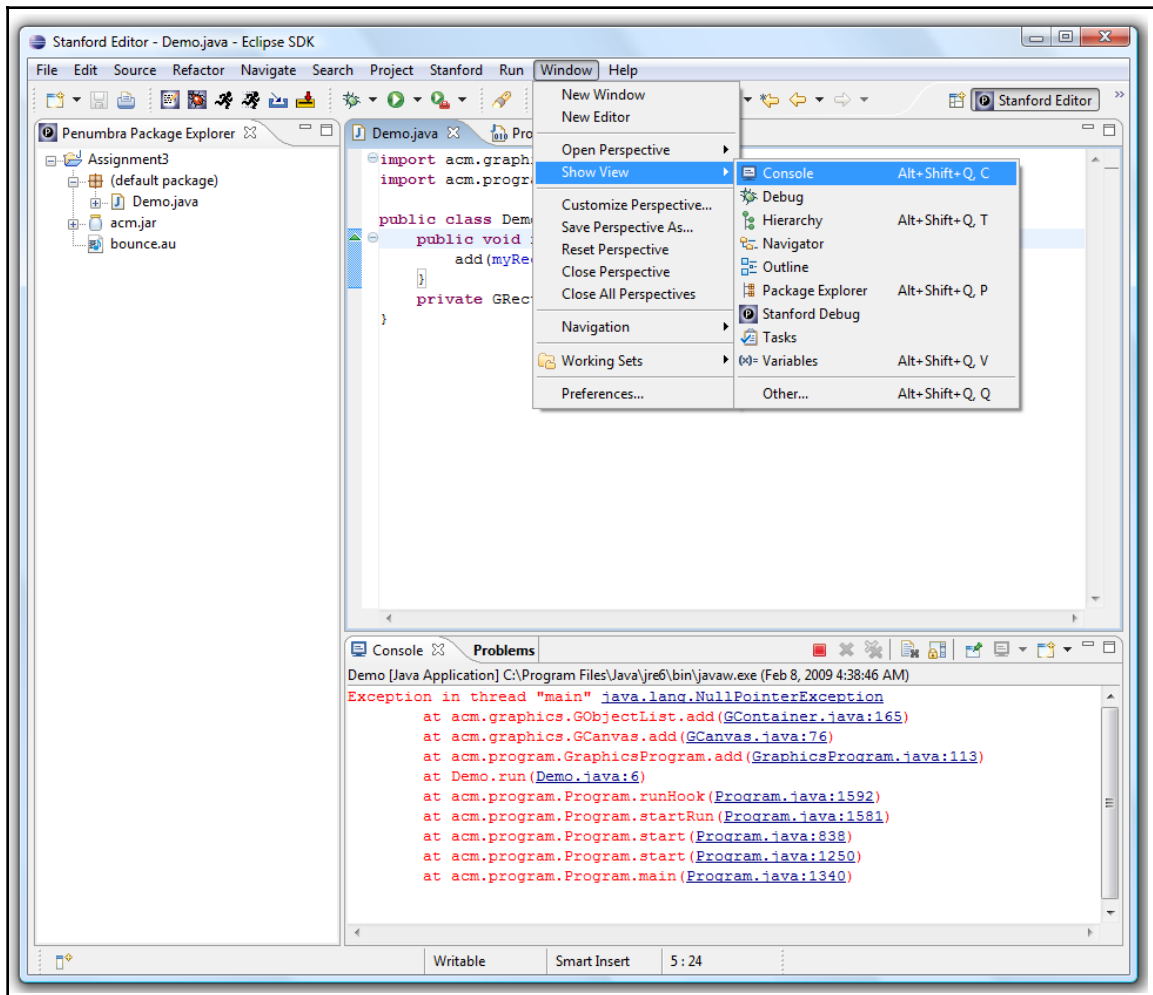 Stanford Editor - Demo.java - Eclipse SDK
File Edit Source Refactor Navigate Search Project Stanford Run Window Help
Stanford Editor
Penumbra Package Explorer
Assignment3
(default package)
Demo.java
acm.jar
bounce.au
Demo.java Pro
import acm.graph
import acm.progra
public class Dem
public void
add(myRe
}
private GRec
}
New Window
New Editor
Open Perspective
Show View
Customize Perspective...
Save Perspective As...
Reset Perspective
Close Perspective
Close All Perspectives
Navigation
Working Sets
Preferences...
Console Alt+Shift+Q, C
Debug
Hierarchy Alt+Shift+Q, T
Navigator
Outline
Package Explorer Alt+Shift+Q, P
Stanford Debug
Tasks
Variables Alt+Shift+Q, V
Other... Alt+Shift+Q, Q
Console Problems
Demo [Java Application] C:\Program Files\Java\jre6\bin\javaw.exe (Feb 8, 2009 4:38:46 AM)
Exception in thread "main" java.lang.NullPointerException
at acm.graphics.GObjectList.add(GContainer.java:165)
at acm.graphics.GCanvas.add(GCanvas.java:76)
at acm.program.GraphicsProgram.add(GraphicsProgram.java:113)
at Demo.run(Demo.java:6)
at acm.program.Program.runHook(Program.java:1592)
at acm.program.Program.startRun(Program.java:1581)
at acm.program.Program.start(Program.java:838)
at acm.program.Program.start(Program.java:1250)
at acm.program.Program.main(Program.java:1340)
Writable Smart Insert 5 : 24